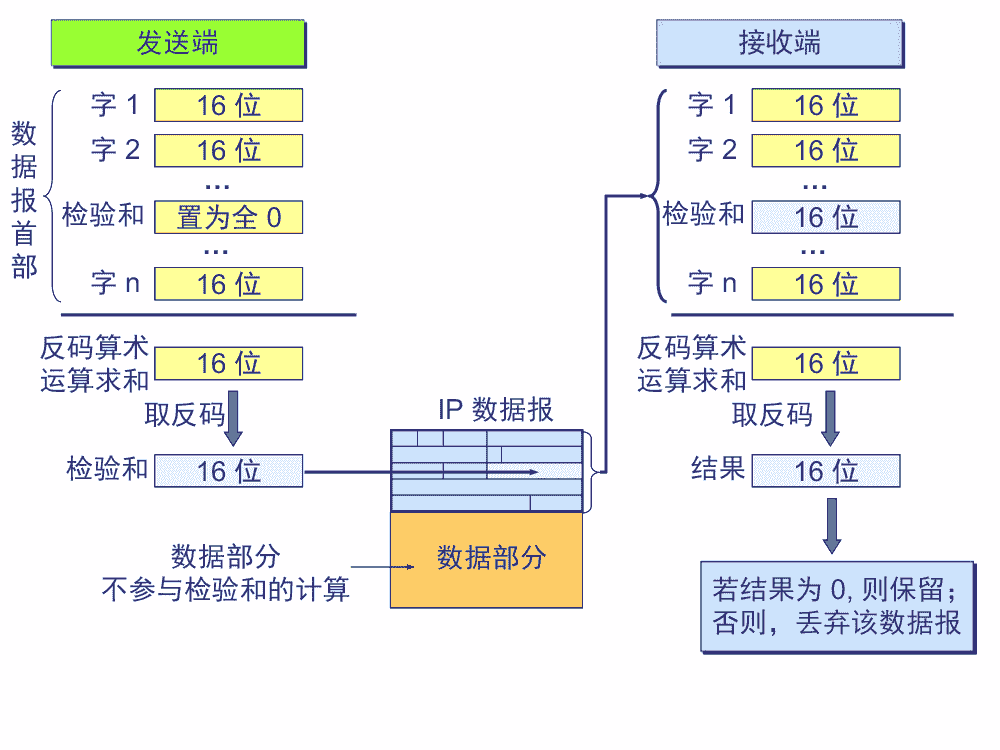 发送端
数据报首部
字 1
16 位
字 2
16 位
...
检验和
置为全 0
...
字 n
16 位
反码算术
运算求和
16 位
取反码
检验和
16 位
数据部分
不参与检验和的计算
IP 数据报
数据部分
接收端
字 1
16 位
字 2
16 位
...
检验和
16 位
...
字 n
16 位
反码算术
运算求和
16 位
取反码
结果
16 位
若结果为 0, 则保留；
否则，丢弃该数据报